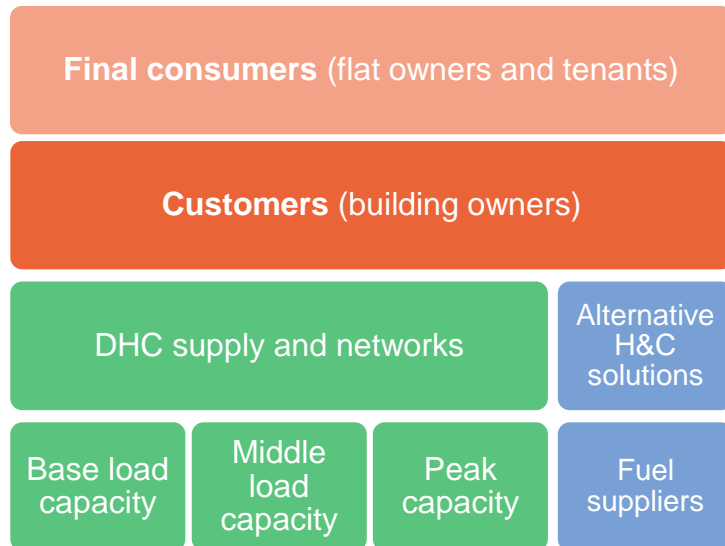 Final consumers (flat owners and tenants)
Customers (building owners)
DHC supply and networks
Alternative
H&C
solutions
Base load
capacity
Middle
load
capacity
Peak
capacity
Fuel
suppliers